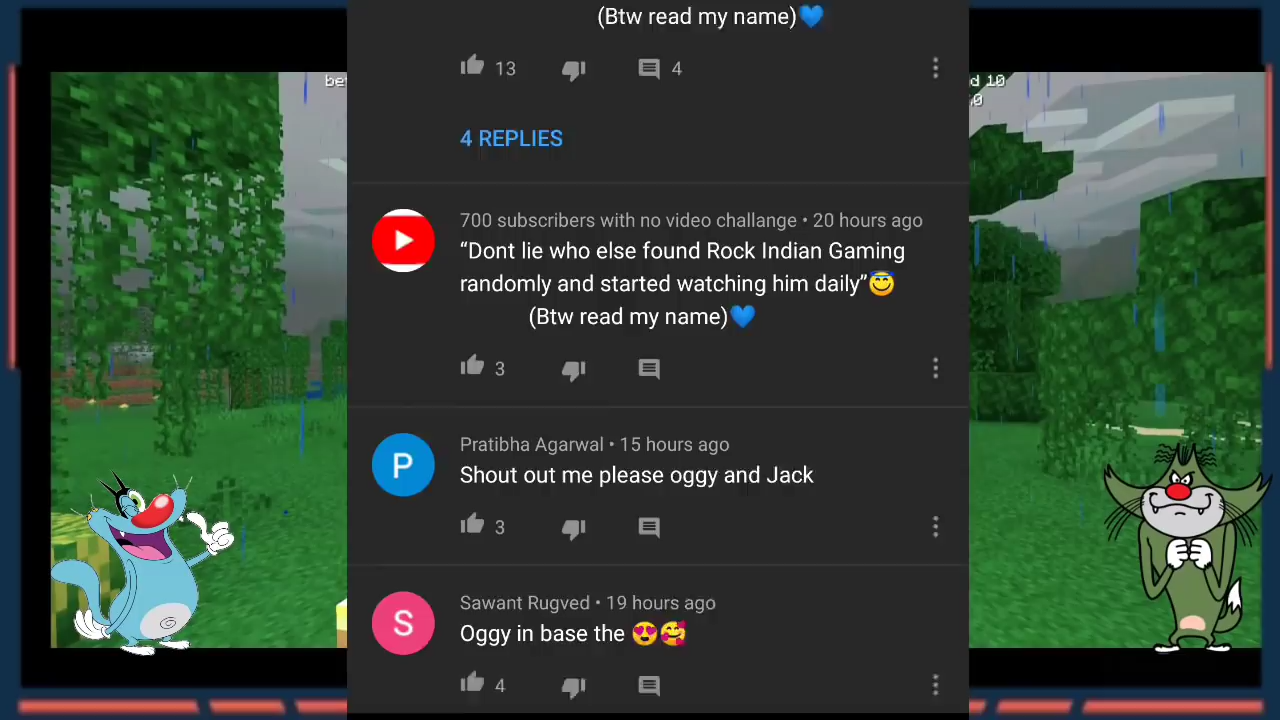 (Btw read my name)💙
13
4
4 REPLIES
700 subscribers with no video challange • 20 hours ago
“Dont lie who else found Rock Indian Gaming
randomly and started watching him daily”😇
(Btw read my name)💙
3
P
Pratibha Agarwal • 15 hours ago
Shout out me please oggy and Jack
3
S
Sawant Rugved • 19 hours ago
Oggy in base the 😍🥰
4